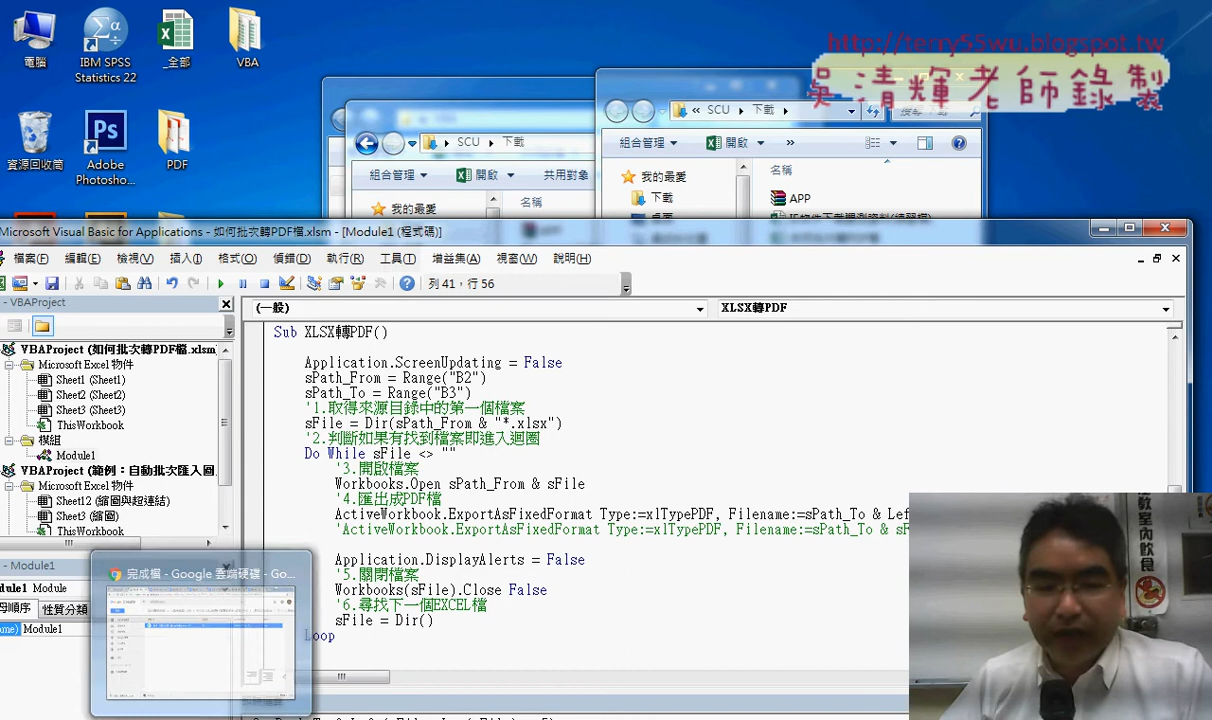 http://terry55wu.blogspot.tw
吳清輝老師錄製
電腦
IBM SPSS
Statistics 22
_全部
VBA
資源回收筒
Adobe
Photosho...
PDF
SCU
下載
組合管理
開啟
共用對象
我的最愛
名稱
« SCU
下載
搜尋 下載
組合管理
開啟
»
我的最愛
下載
名稱
APP
Microsoft Visual Basic for Applications - 如何批次轉PDF檔.xlsm - [Module1 (程式碼)]
檔案(F) 編輯(E) 檢視(V) 插入(I) 格式(O) 偵錯(D) 執行(R) 工具(T) 增益集(A) 視窗(W) 說明(H)
列 41，行 56
- VBAProject
VBAProject (如何批次轉PDF檔.xlsm
Microsoft Excel 物件
Sheet1 (Sheet1)
Sheet2 (Sheet2)
Sheet3 (Sheet3)
ThisWorkbook
模組
Module1
VBAProject (範例：自動批次匯入圖
Microsoft Excel 物件
Sheet12 (縮圖與超連結)
Sheet3 (縮圖)
ThisWorkbook
- Module1
Module1 Module
性質分類
Module1
完成檔 - Google 雲端硬碟 - Go...
(一般)
XLSX轉PDF
Sub XLSX轉PDF()
Application.ScreenUpdating = False
sPath_From = Range("B2")
sPath_To = Range("B3")
'1.取得來源目錄中的第一個檔案
sFile = Dir(sPath_From & "*.xlsx")
'2.判斷如果有找到檔案即進入迴圈
Do While sFile <> ""
'3.開啟檔案
Workbooks.Open sPath_From & sFile
'4.匯出成PDF檔
ActiveWorkbook.ExportAsFixedFormat Type:=xlTypePDF, Filename:=sPath_To & Lef
'ActiveWorkbook.ExportAsFixedFormat Type:=xlTypePDF, Filename:=sPath_To & sF
Application.DisplayAlerts = False
'5.關閉檔案
Workbooks(sFile).Close False
'6.尋找下一個EXCEL檔
sFile = Dir()
Loop
教室內飲食